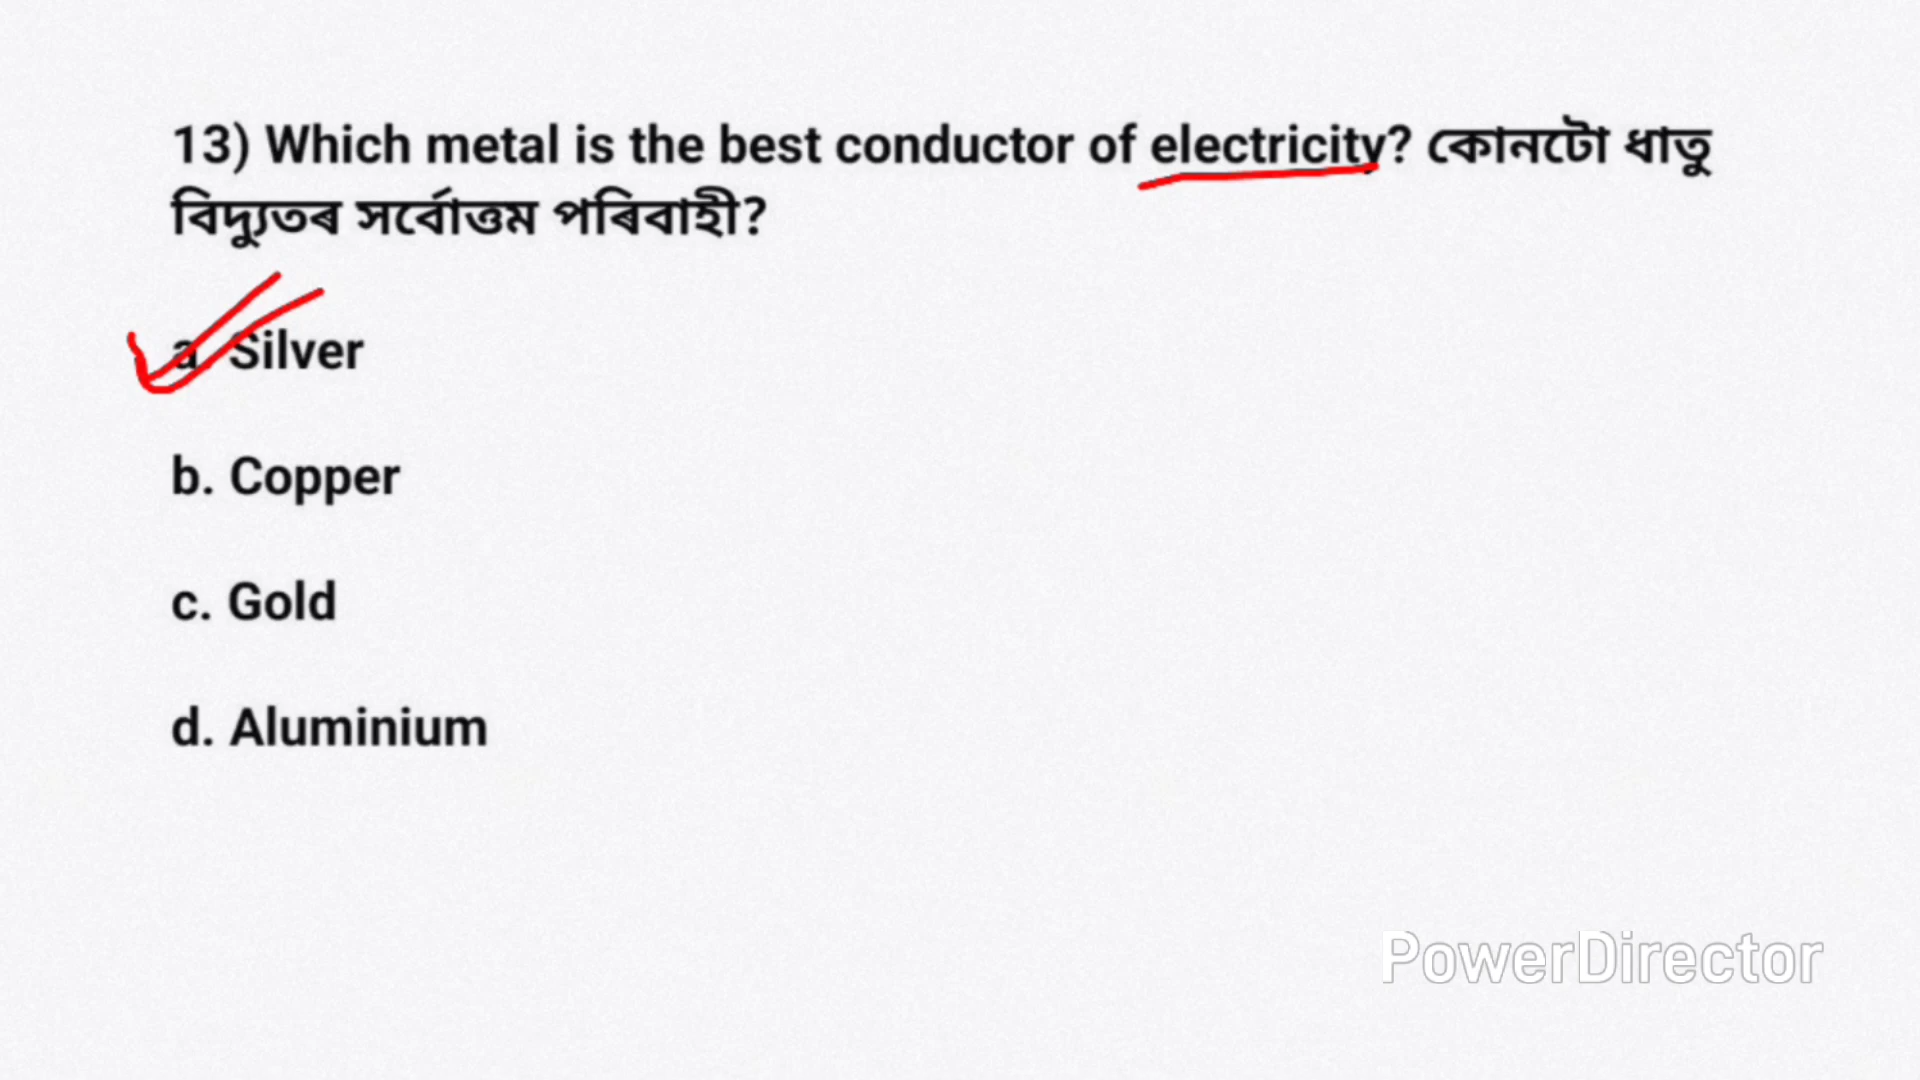 13) Which metal is the best conductor of electricity? কোনটো ধাতু
বিদ্যুতৰ সৰ্বোত্তম পৰিবাহী?
a. Silver
b. Copper
c. Gold
d. Aluminium
PowerDirector